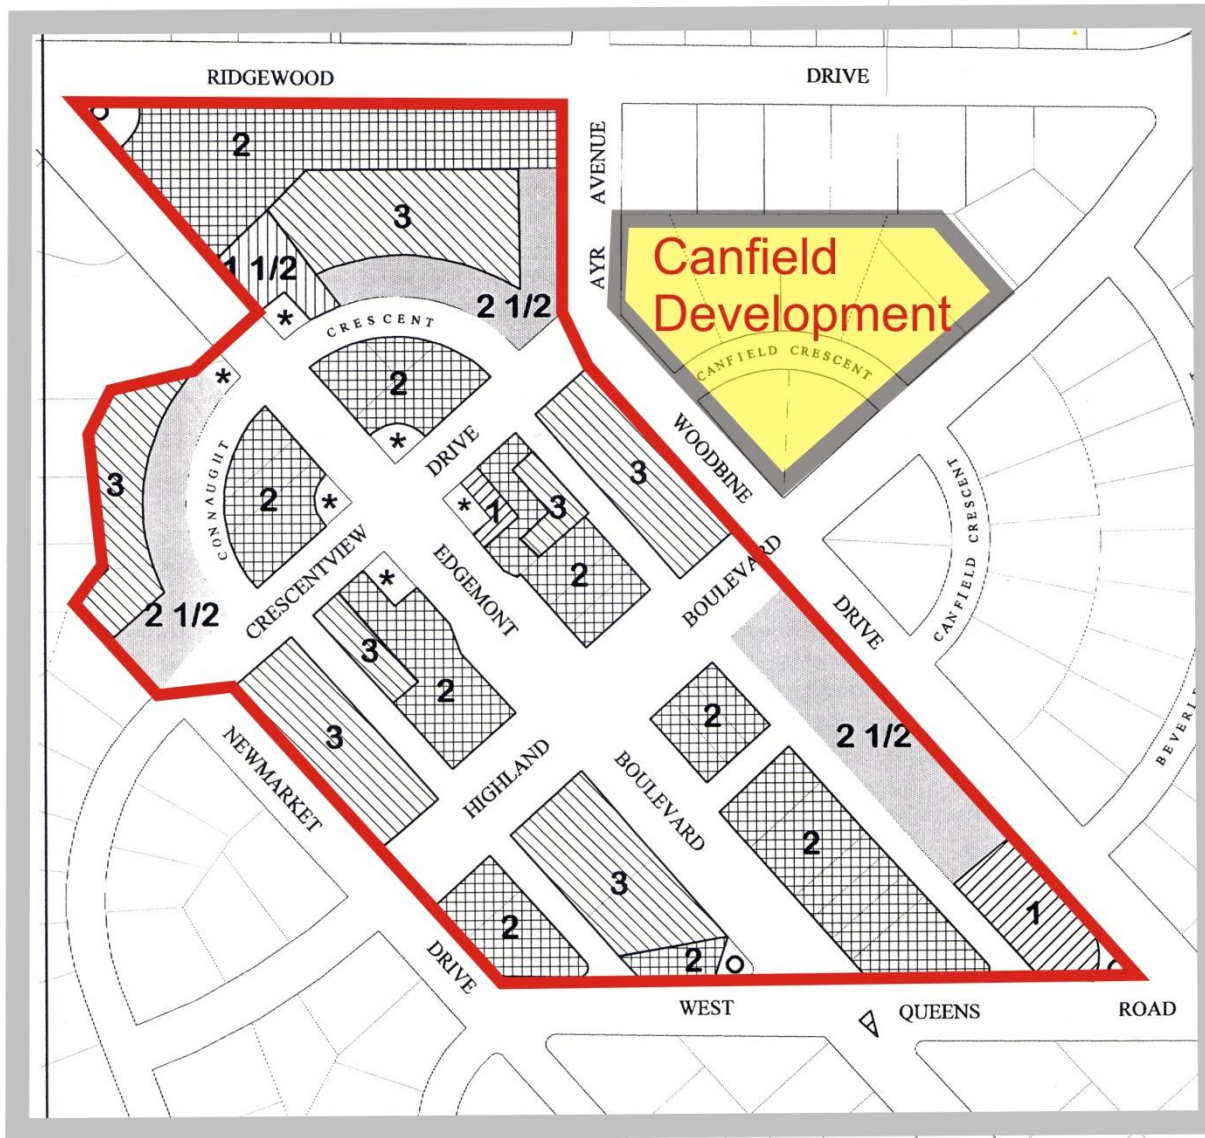 RIDGEWOOD
DRIVE
AYR AVENUE
2
3
1 1/2
2 1/2
*
CRESCENT
Canfield
Development
CANFIELD CRESCENT
*
2
*
DRIVE
WOODBINE
3
CONNAUGHT
2
*
3
2 1/2
CRESCENTVIEW
*
1
3
2
EDGEMONT
BOULEVARD
DRIVE
CANFIELD CRESCENT
*
3
2
3
NEWMARKET
HIGHLAND
BOULEVARD
2
2 1/2
2
3
2
2
1
DRIVE
WEST
QUEENS
ROAD